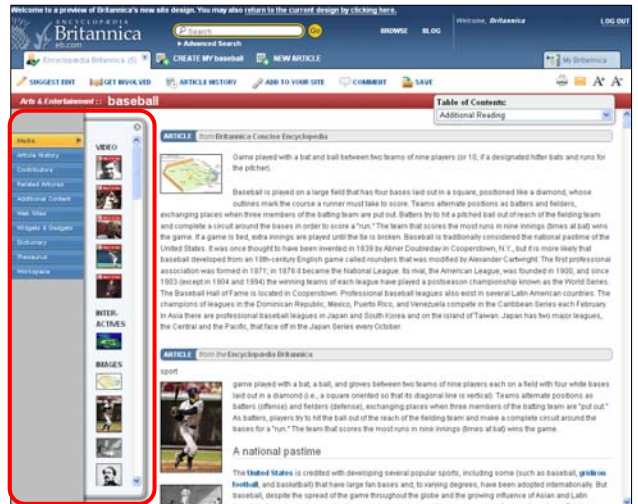 Welcome to a preview of Britannica's new site design. You may also return to the current design by clicking here.
ENCYCLOPÆDIA
Britannica
eb.com
Search
Go
▸ Advanced Search
BROWSE
BLOG
Welcome, Britannica
LOG OUT
Encyclopædia Britannica (5)
CREATE MY baseball
NEW ARTICLE
My Britannica
SUGGEST EDIT
GET INVOLVED
ARTICLE HISTORY
ADD TO YOUR SITE
COMMENT
SAVE
A+ A-
Arts & Entertainment :: baseball
Table of Contents:
Additional Reading
Media
Article History
Contributors
Related Articles
Additional Content
Web Sites
Widgets & Gadgets
Dictionary
Thesaurus
Workspace
VIDEO
INTER-
ACTIVES
IMAGES
ARTICLE from Britannica Concise Encyclopedia
Game played with a bat and ball between two teams of nine players (or 10, if a designated hitter bats and runs for
the pitcher).
Baseball is played on a large field that has four bases laid out in a square, positioned like a diamond, whose
outlines mark the course a runner must take to score. Teams alternate positions as batters and fielders,
exchanging places when three members of the batting team are put out. Batters try to hit a pitched ball out of reach of the fielding team
and complete a circuit around the bases in order to score a "run." The team that scores the most runs in nine innings (times at bat) wins
the game. If a game is tied, extra innings are played until the tie is broken. Baseball is traditionally considered the national pastime of the
United States. It was once thought to have been invented in 1839 by Abner Doubleday in Cooperstown, N.Y., but it is more likely that
baseball developed from an 18th-century English game called rounders that was modified by Alexander Cartwright. The first professional
association was formed in 1871; in 1876 it became the National League. Its rival, the American League, was founded in 1900, and since
1903 (except in 1904 and 1994) the winning teams of each league have played a postseason championship known as the World Series.
The Baseball Hall of Fame is located in Cooperstown. Professional baseball leagues also exist in several Latin American countries. The
champions of leagues in the Dominican Republic, Mexico, Puerto Rico, and Venezuela compete in the Caribbean Series each February.
In Asia there are professional baseball leagues in Japan and South Korea and on the island of Taiwan. Japan has two major leagues,
the Central and the Pacific, that face off in the Japan Series every October.
ARTICLE from the Encyclopædia Britannica
sport
game played with a bat, a ball, and gloves between two teams of nine players each on a field with four white bases
laid out in a diamond (i.e., a square oriented so that its diagonal line is vertical). Teams alternate positions as
batters (offense) and fielders (defense), exchanging places when three members of the batting team are "put out."
As batters, players try to hit the ball out of the reach of the fielding team and make a complete circuit around the
bases for a "run." The team that scores the most runs in nine innings (times at bat) wins the game.
A national pastime
The United States is credited with developing several popular sports, including some (such as baseball, gridiron
football, and basketball) that have large fan bases and, to varying degrees, have been adopted internationally. But
baseball, despite the spread of the game throughout the globe and the growing influence of Asian and Latin